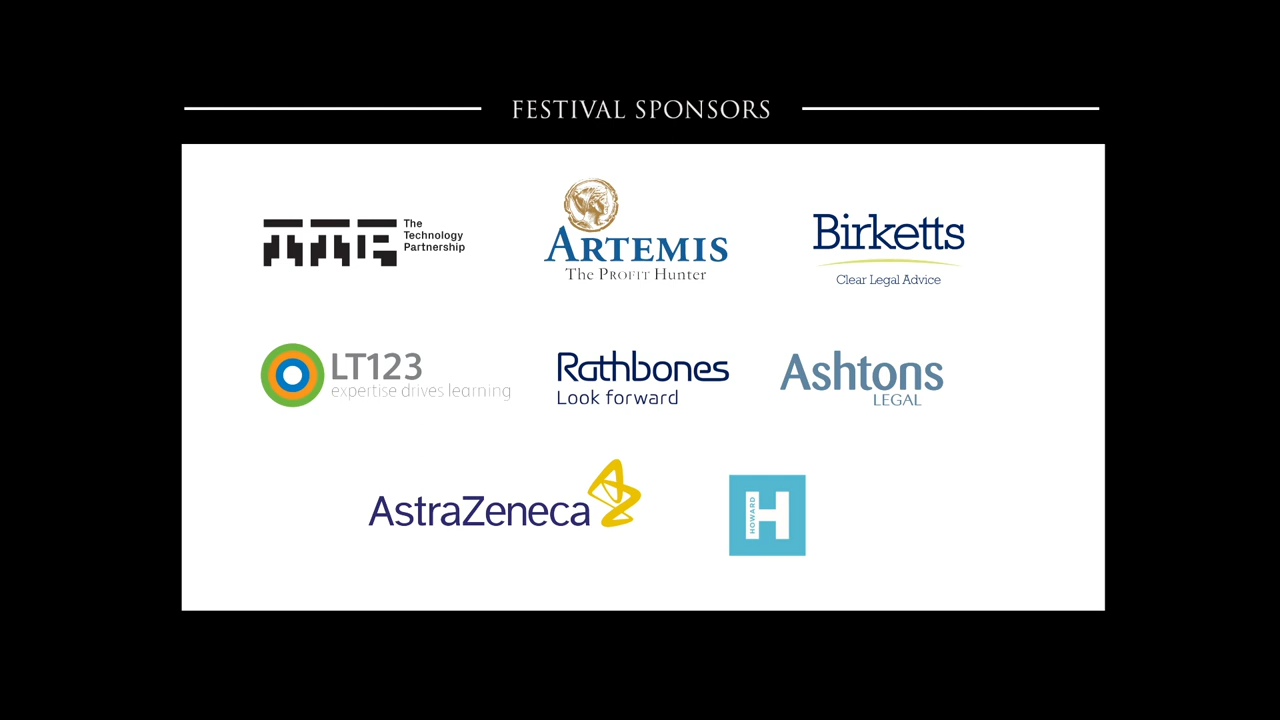 FESTIVAL SPONSORS
TTP
The
Technology
Partnership
ARTEMIS
The PROFIT Hunter
Birketts
Clear Legal Advice
LT123
expertise drives learning
Rathbones
Look forward
Ashtons
LEGAL
AstraZeneca
HOWARD
H